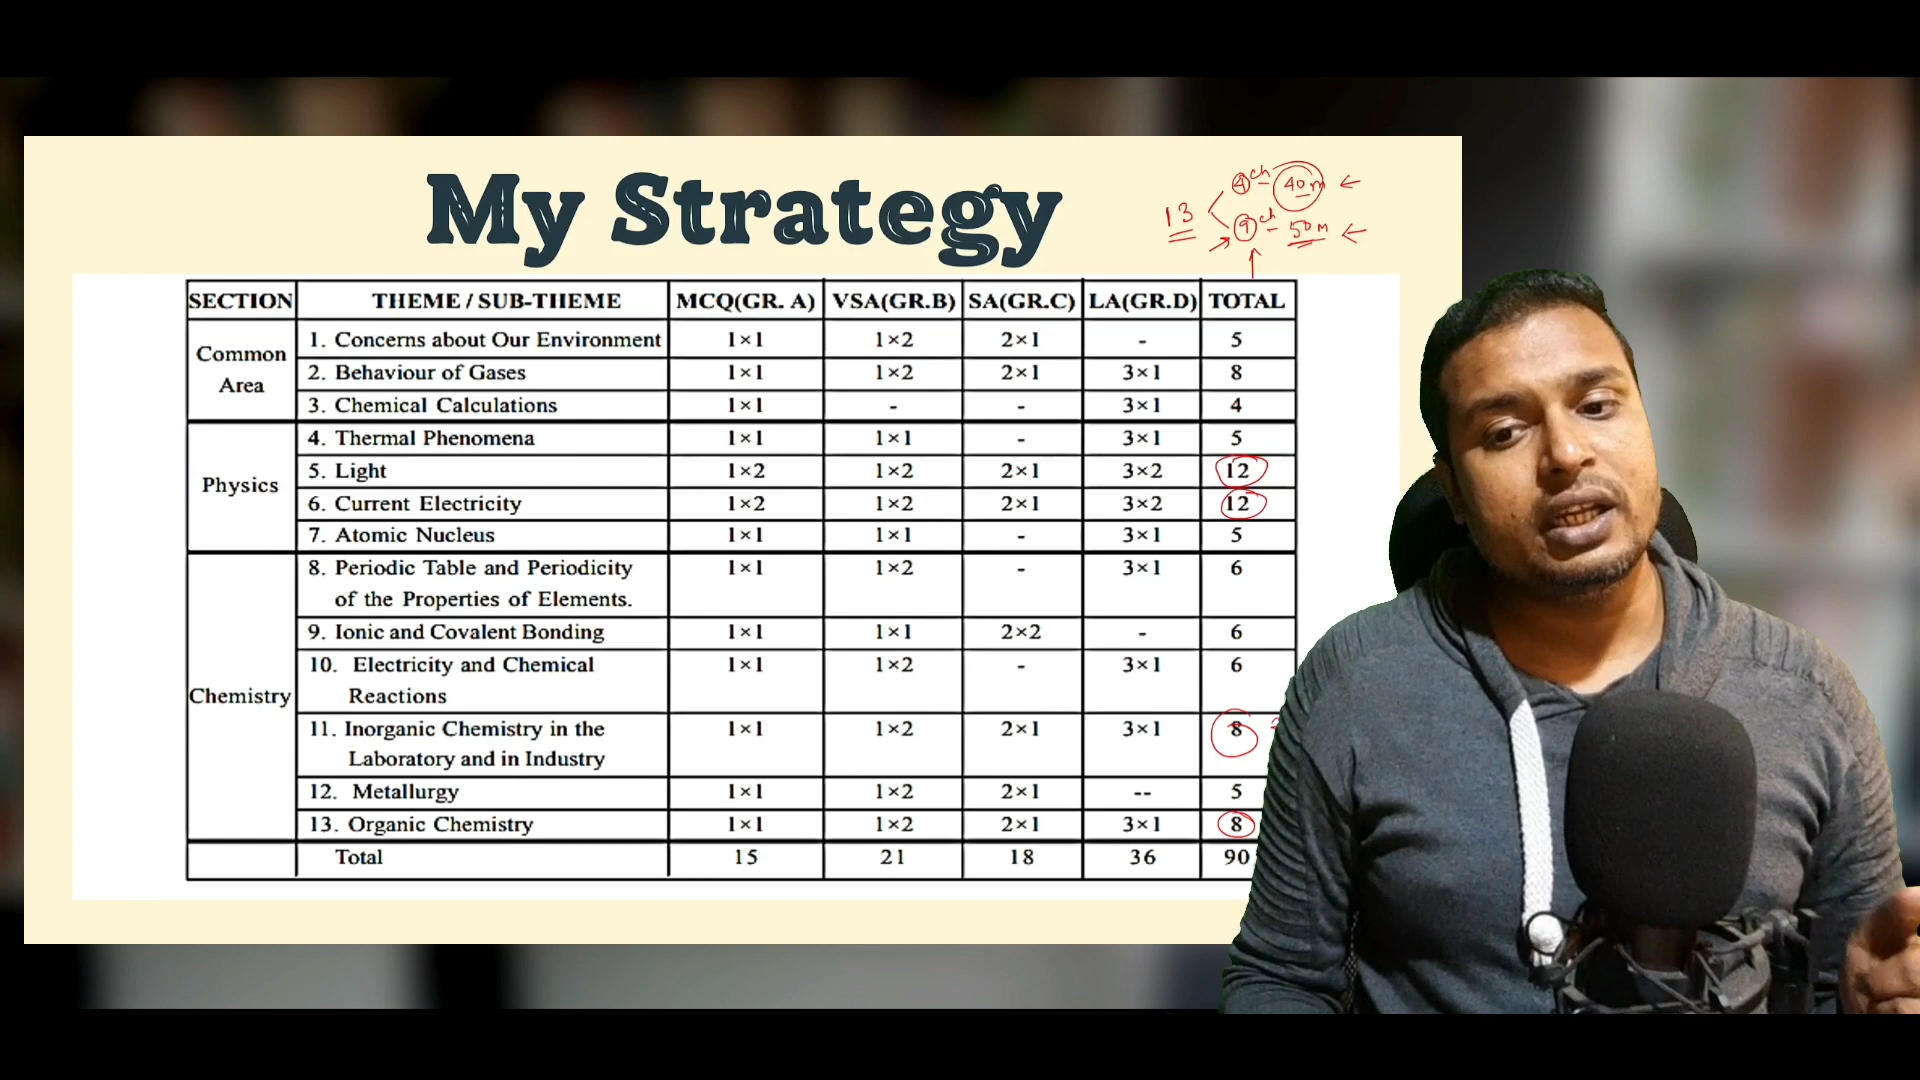 My Strategy
13
4 ch - 40 m
9 ch - 50 m
SECTION THEME / SUB-THEME MCQ(GR. A) VSA(GR.B) SA(GR.C) LA(GR.D) TOTAL
Common Area
1. Concerns about Our Environment 1×1 1×2 2×1 - 5
2. Behaviour of Gases 1×1 1×2 2×1 3×1 8
3. Chemical Calculations 1×1 - - 3×1 4
Physics
4. Thermal Phenomena 1×1 1×1 - 3×1 5
5. Light 1×2 1×2 2×1 3×2 12
6. Current Electricity 1×2 1×2 2×1 3×2 12
7. Atomic Nucleus 1×1 1×1 - 3×1 5
Chemistry
8. Periodic Table and Periodicity 1×1 1×2 - 3×1 6
of the Properties of Elements.
9. Ionic and Covalent Bonding 1×1 1×1 2×2 - 6
10. Electricity and Chemical 1×1 1×2 - 3×1 6
Reactions
11. Inorganic Chemistry in the 1×1 1×2 2×1 3×1 8
Laboratory and in Industry
12. Metallurgy 1×1 1×2 2×1 -- 5
13. Organic Chemistry 1×1 1×2 2×1 3×1 8
Total 15 21 18 36 90